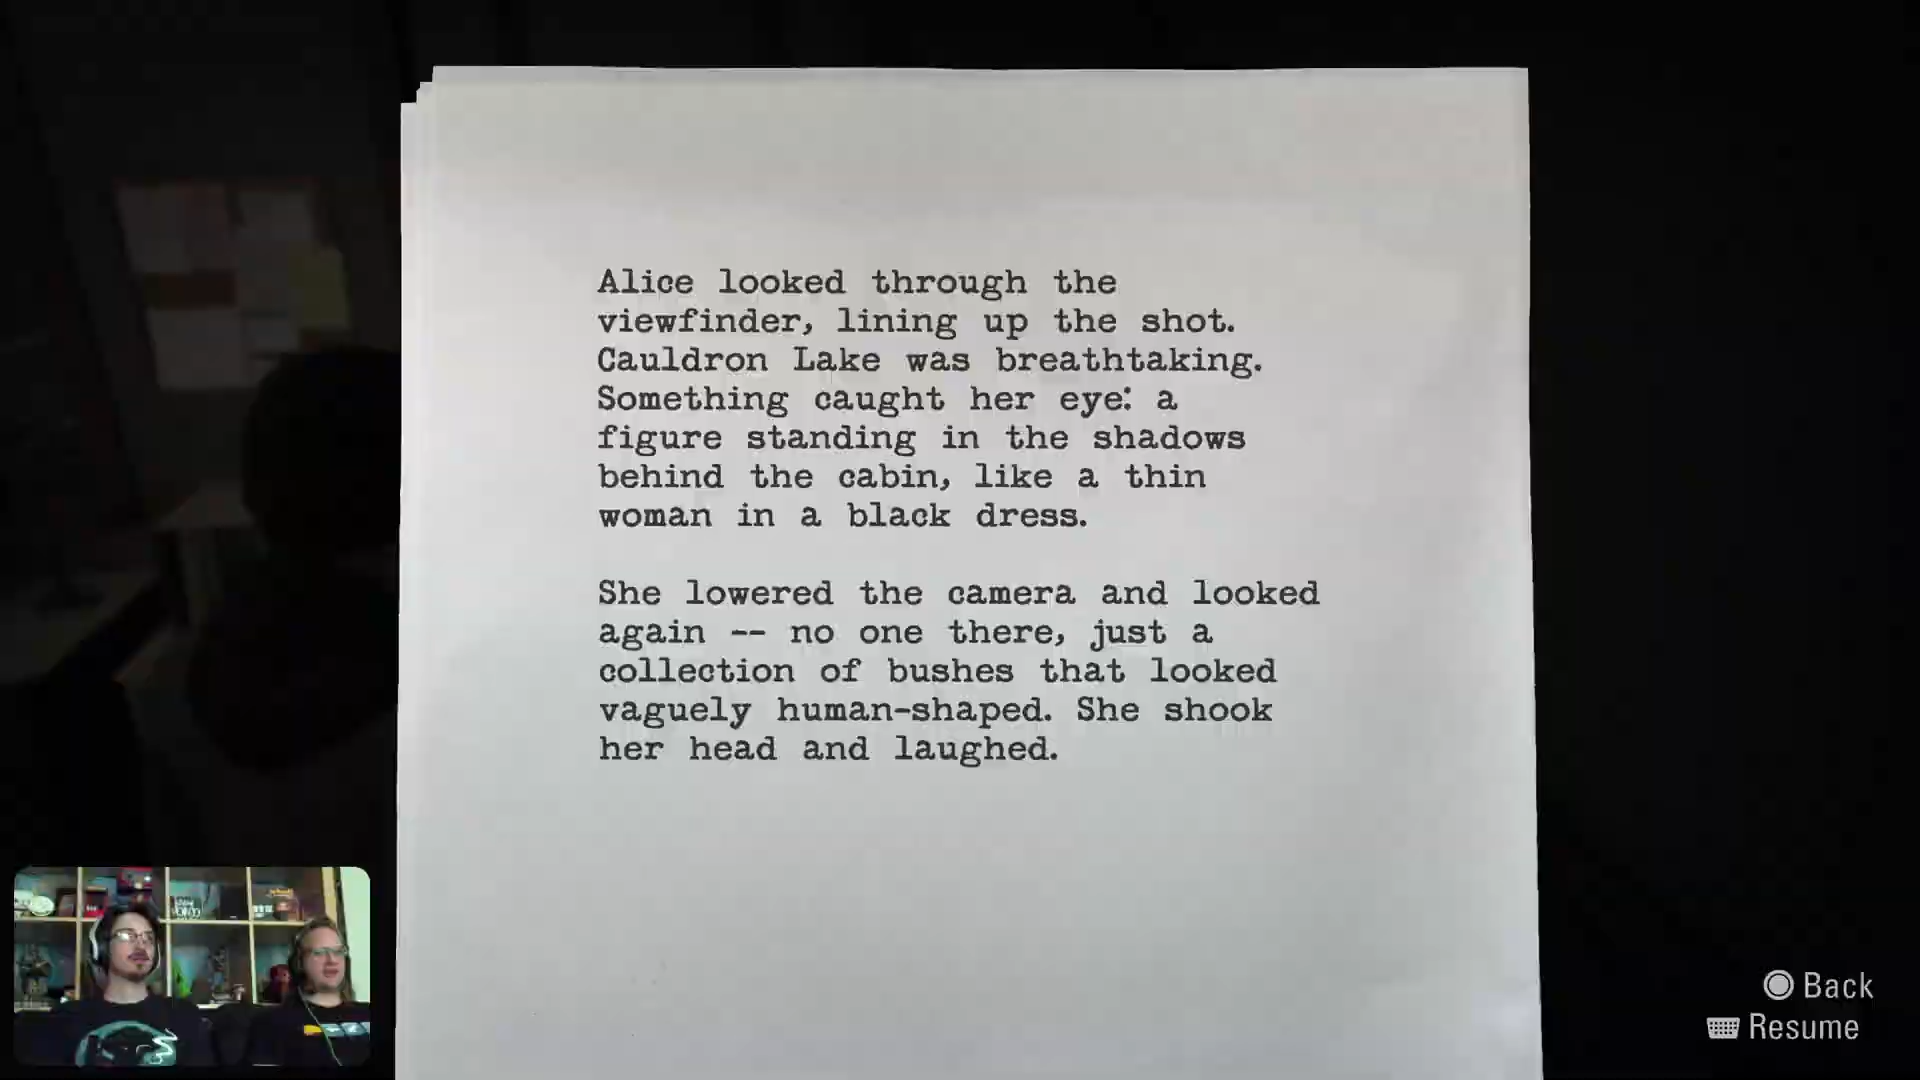 Alice looked through the
viewfinder, lining up the shot.
Cauldron Lake was breathtaking.
Something caught her eye: a
figure standing in the shadows
behind the cabin, like a thin
woman in a black dress.
She lowered the camera and looked
again -- no one there, just a
collection of bushes that looked
vaguely human-shaped. She shook
her head and laughed.
Back
Resume